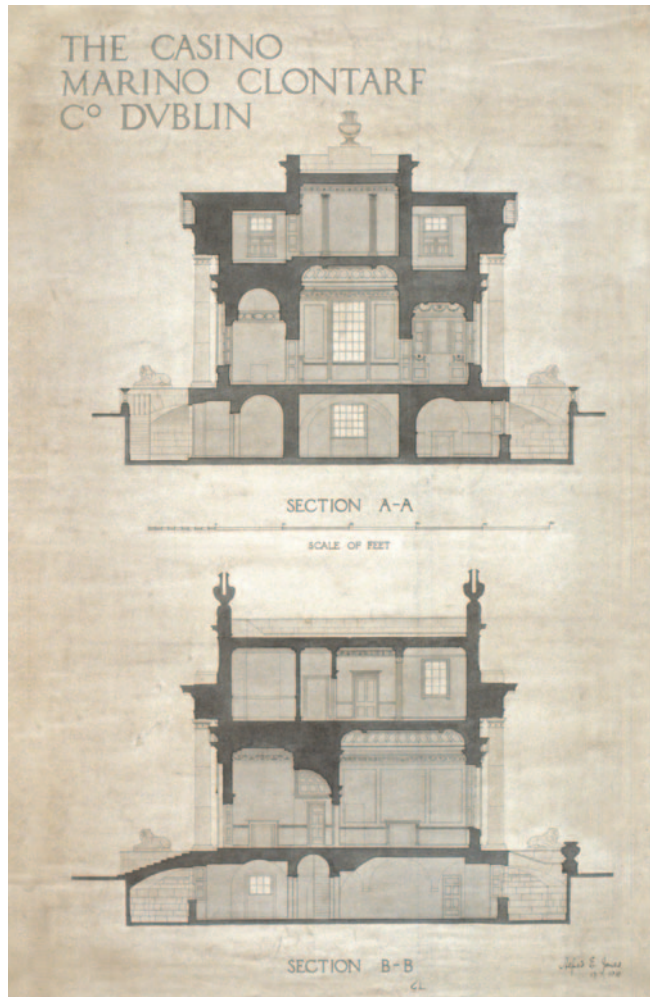 THE CASINO
MARINO CLONTARF
Cº DVBLIN
SECTION A-A
SCALE OF FEET
SECTION B-B